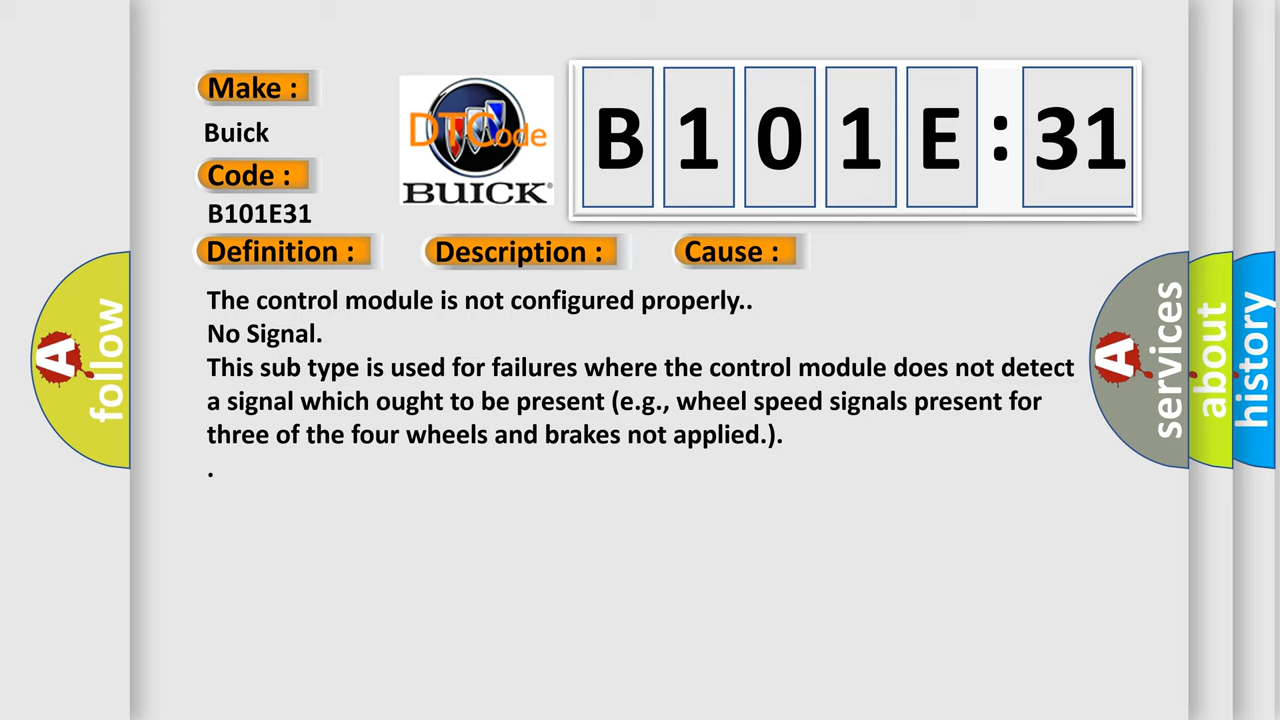 Make :
Buick
Code :
B101E31
DTCode
BUICK®
B101E:31
Definition :
Description :
Cause :
The control module is not configured properly..
No Signal.
This sub type is used for failures where the control module does not detect
a signal which ought to be present (e.g., wheel speed signals present for
three of the four wheels and brakes not applied).
.
A
follow
A
services
about
history